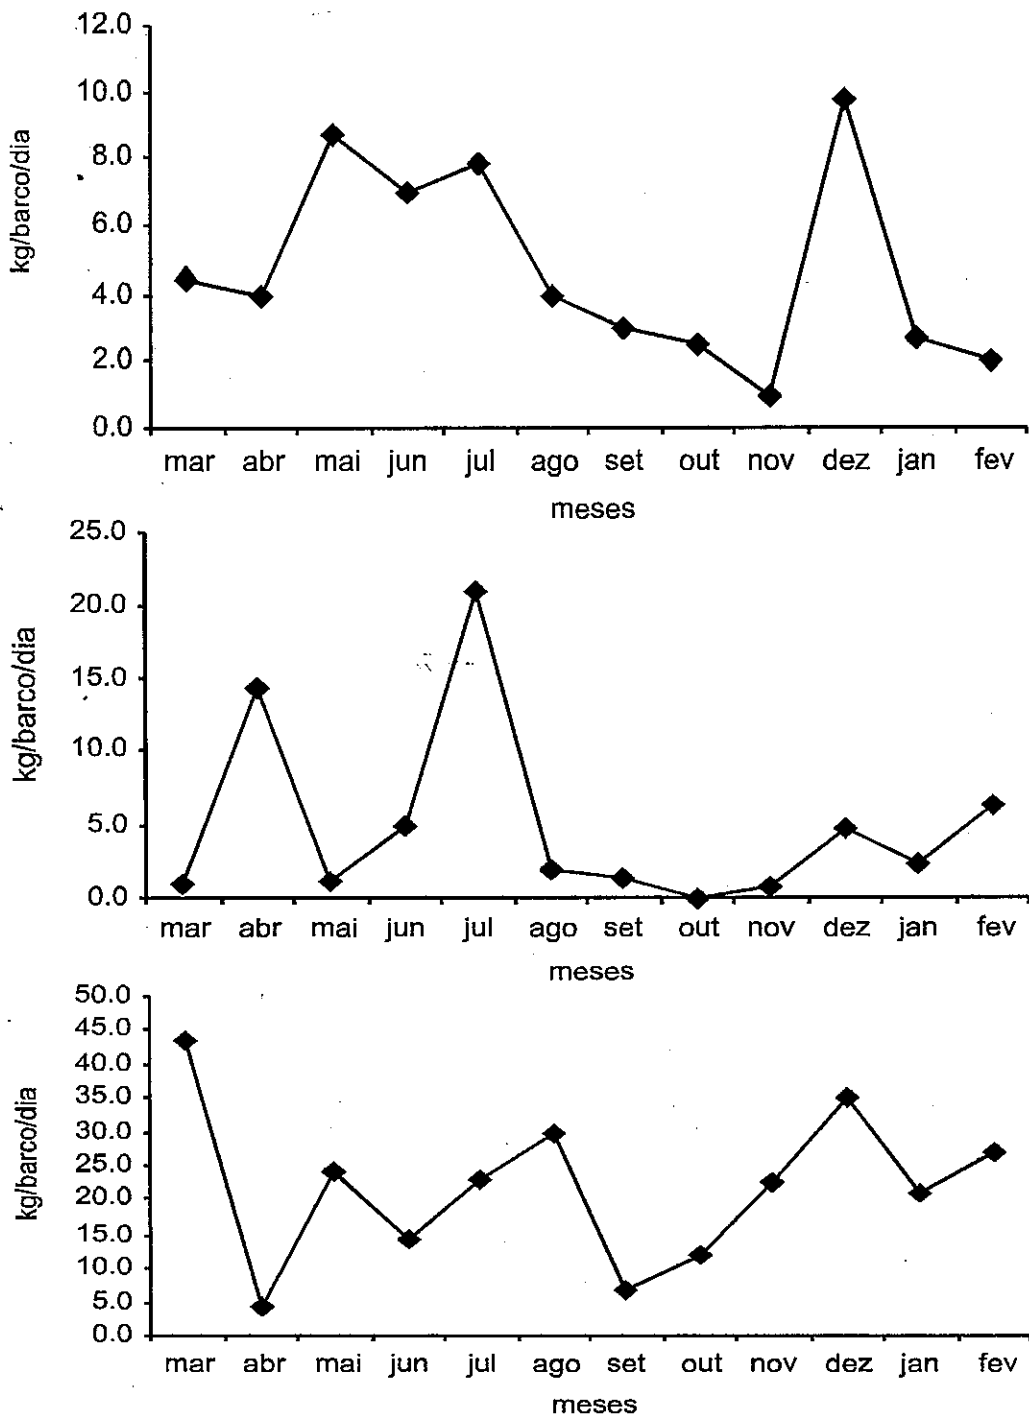 12.0
10.0
8.0
6.0
4.0
2.0
0.0
kg/barco/dia
mar abr mai jun jul ago set out nov dez jan fev
meses
25.0
20.0
15.0
10.0
5.0
0.0
kg/barco/dia
mar abr mai jun jul ago set out nov dez jan fev
meses
50.0
45.0
40.0
35.0
30.0
25.0
20.0
15.0
10.0
5.0
0.0
kg/barco/dia
mar abr mai jun jul ago set out nov dez jan fev
meses